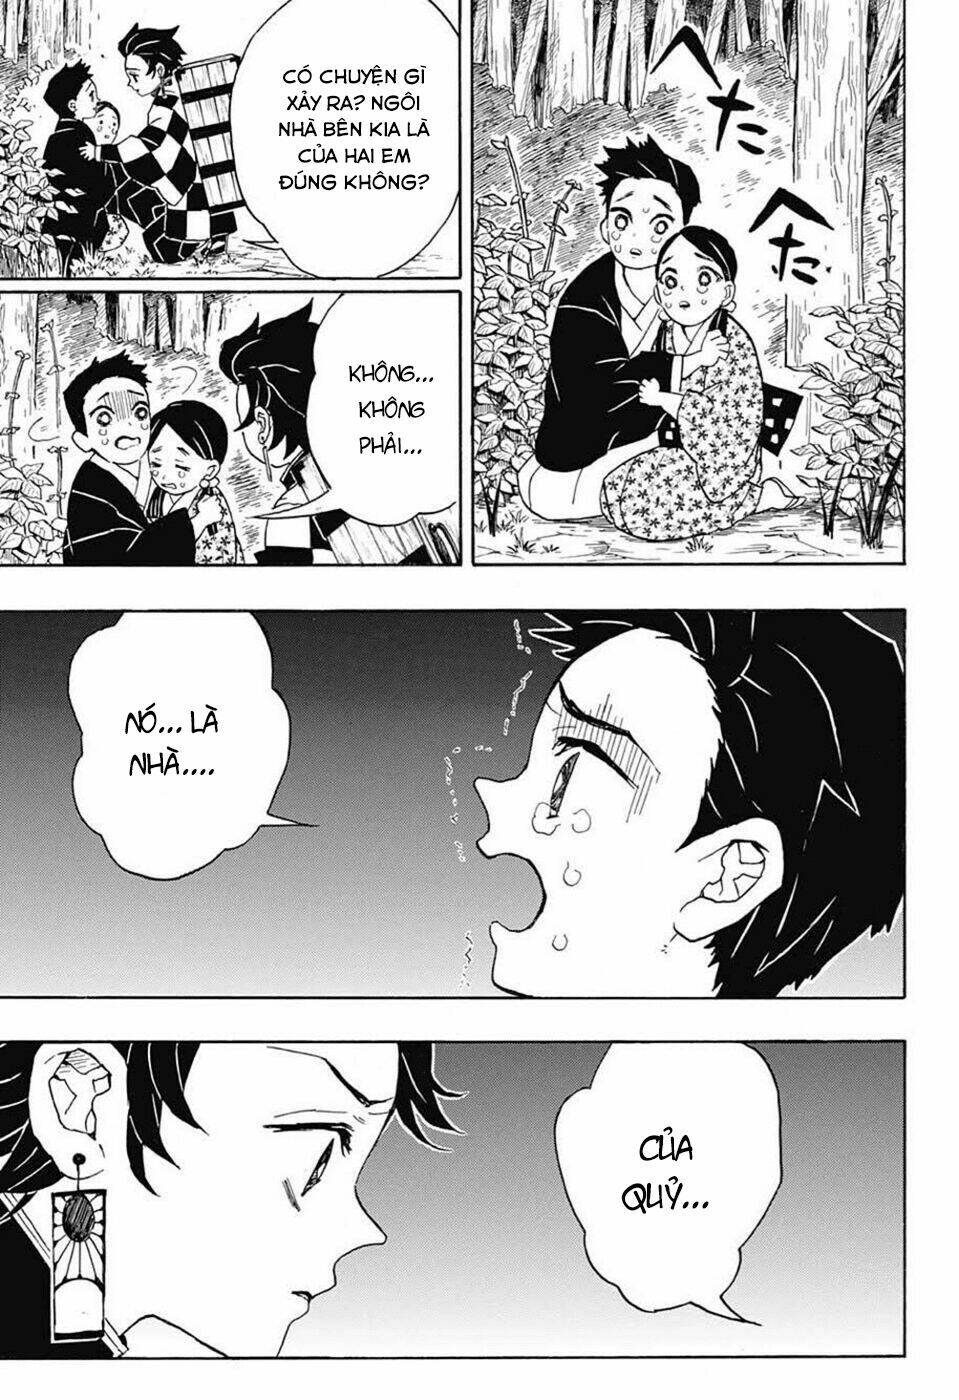 へた
へた
CÓ CHUYỆN GÌ
XẢY RA? NGÔI
NHÀ BÊN KIA LÀ
CỦA HAI EM
ĐÚNG KHÔNG?
KHÔNG...
KHÔNG
PHẢI...
NÓ... LÀ
NHÀ....
CỦA
QUỶ...